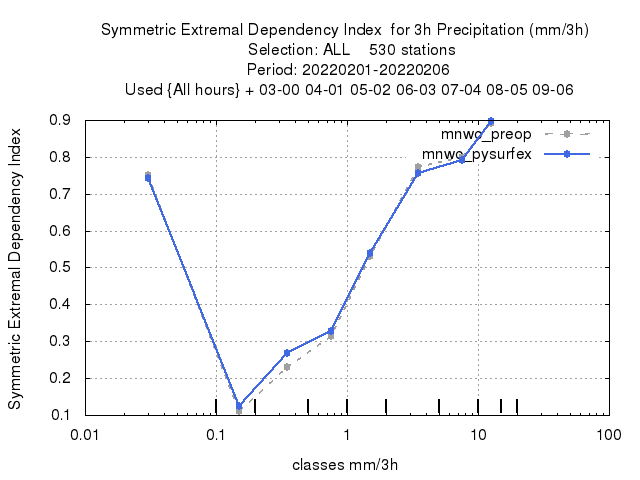 Symmetric Extremal Dependency Index  for 3h Precipitation (mm/3h)
Selection: ALL    530 stations
Period: 20220201-20220206
Used {All hours} + 03-00 04-01 05-02 06-03 07-04 08-05 09-06
mnwc_preop
mnwc_pysurfex
Symmetric Extremal Dependency Index
0.9
0.8
0.7
0.6
0.5
0.4
0.3
0.2
0.1
0.01 0.1 1 10 100
classes mm/3h